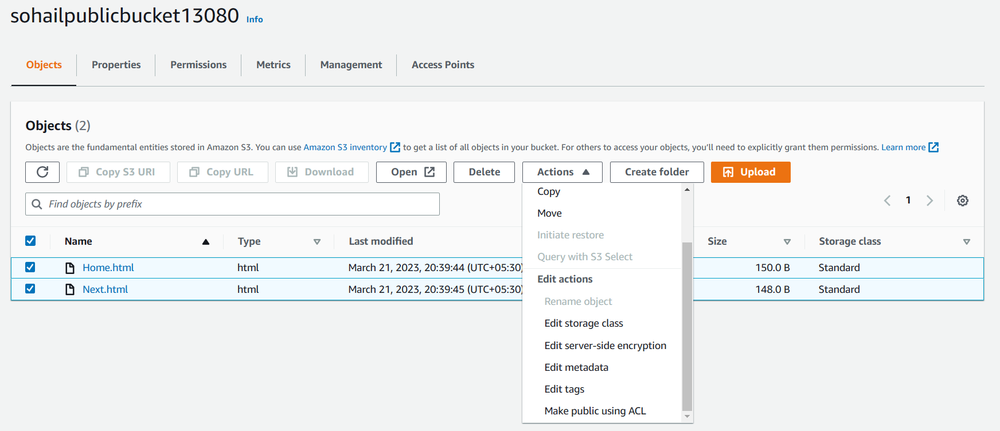 sohailpublicbucket13080 Info
Objects Properties Permissions Metrics Management Access Points
Objects (2)
Objects are the fundamental entities stored in Amazon S3. You can use Amazon S3 inventory to get a list of all objects in your bucket. For others to access your objects, you'll need to explicitly grant them permissions. Learn more
Copy S3 URI Copy URL Download Open Delete Actions Create folder Upload
Find objects by prefix
1
Copy
Move
Initiate restore
Query with S3 Select
Edit actions
Rename object
Edit storage class
Edit server-side encryption
Edit metadata
Edit tags
Make public using ACL
Name Type Last modified Size Storage class
Home.html html March 21, 2023, 20:39:44 (UTC+05:30) 150.0 B Standard
Next.html html March 21, 2023, 20:39:45 (UTC+05:30) 148.0 B Standard